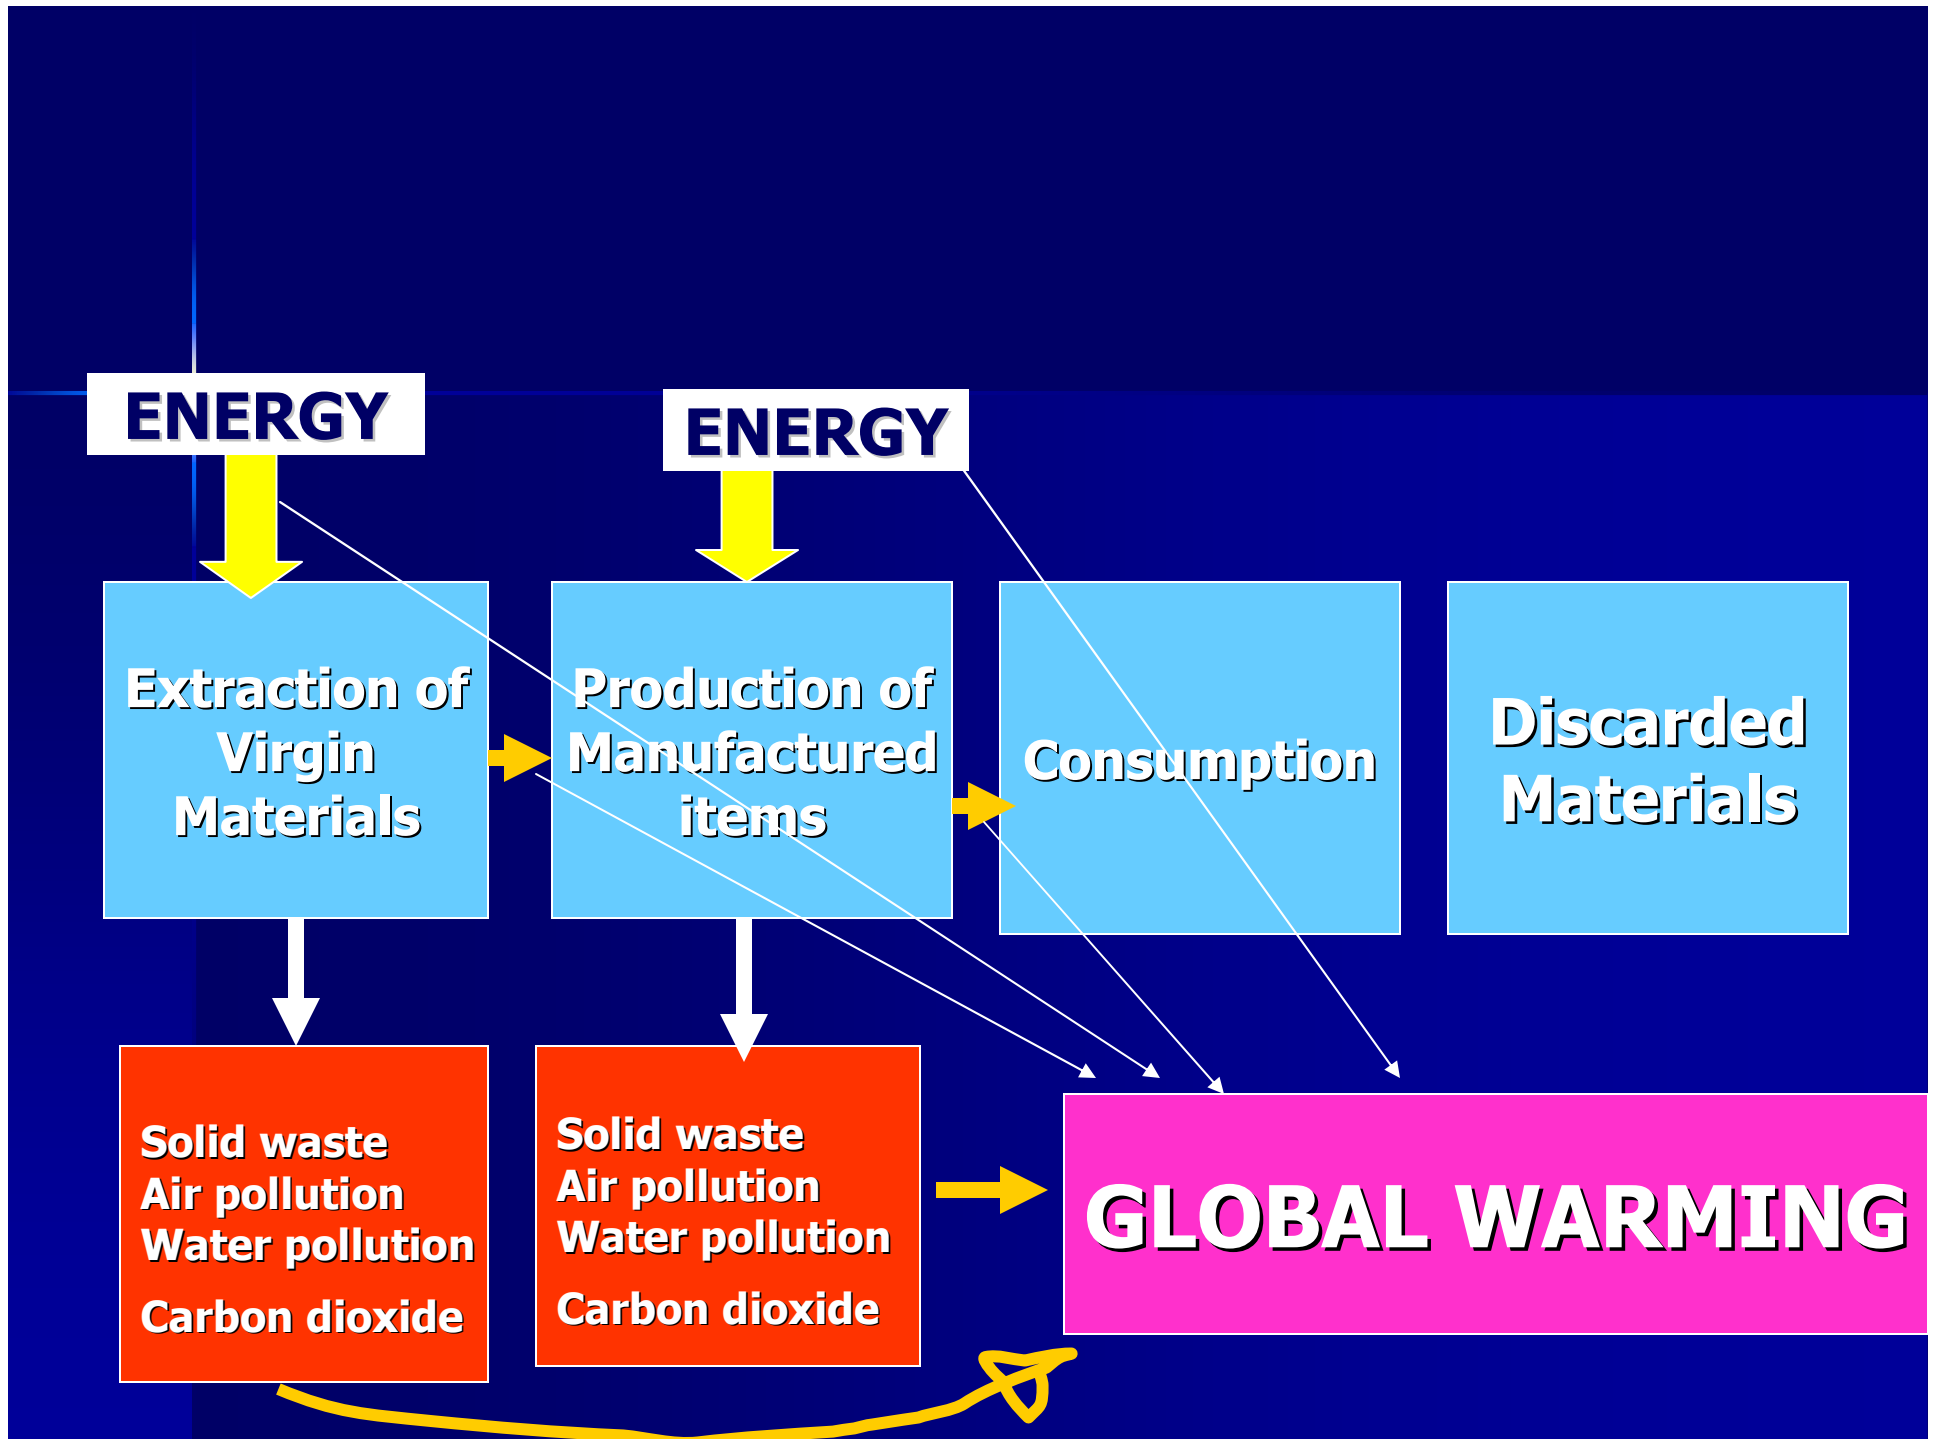 ENERGY
ENERGY
Extraction of
Virgin
Materials
Production of
Manufactured
items
Consumption
Discarded
Materials
Solid waste
Air pollution
Water pollution
Carbon dioxide
Solid waste
Air pollution
Water pollution
Carbon dioxide
GLOBAL WARMING